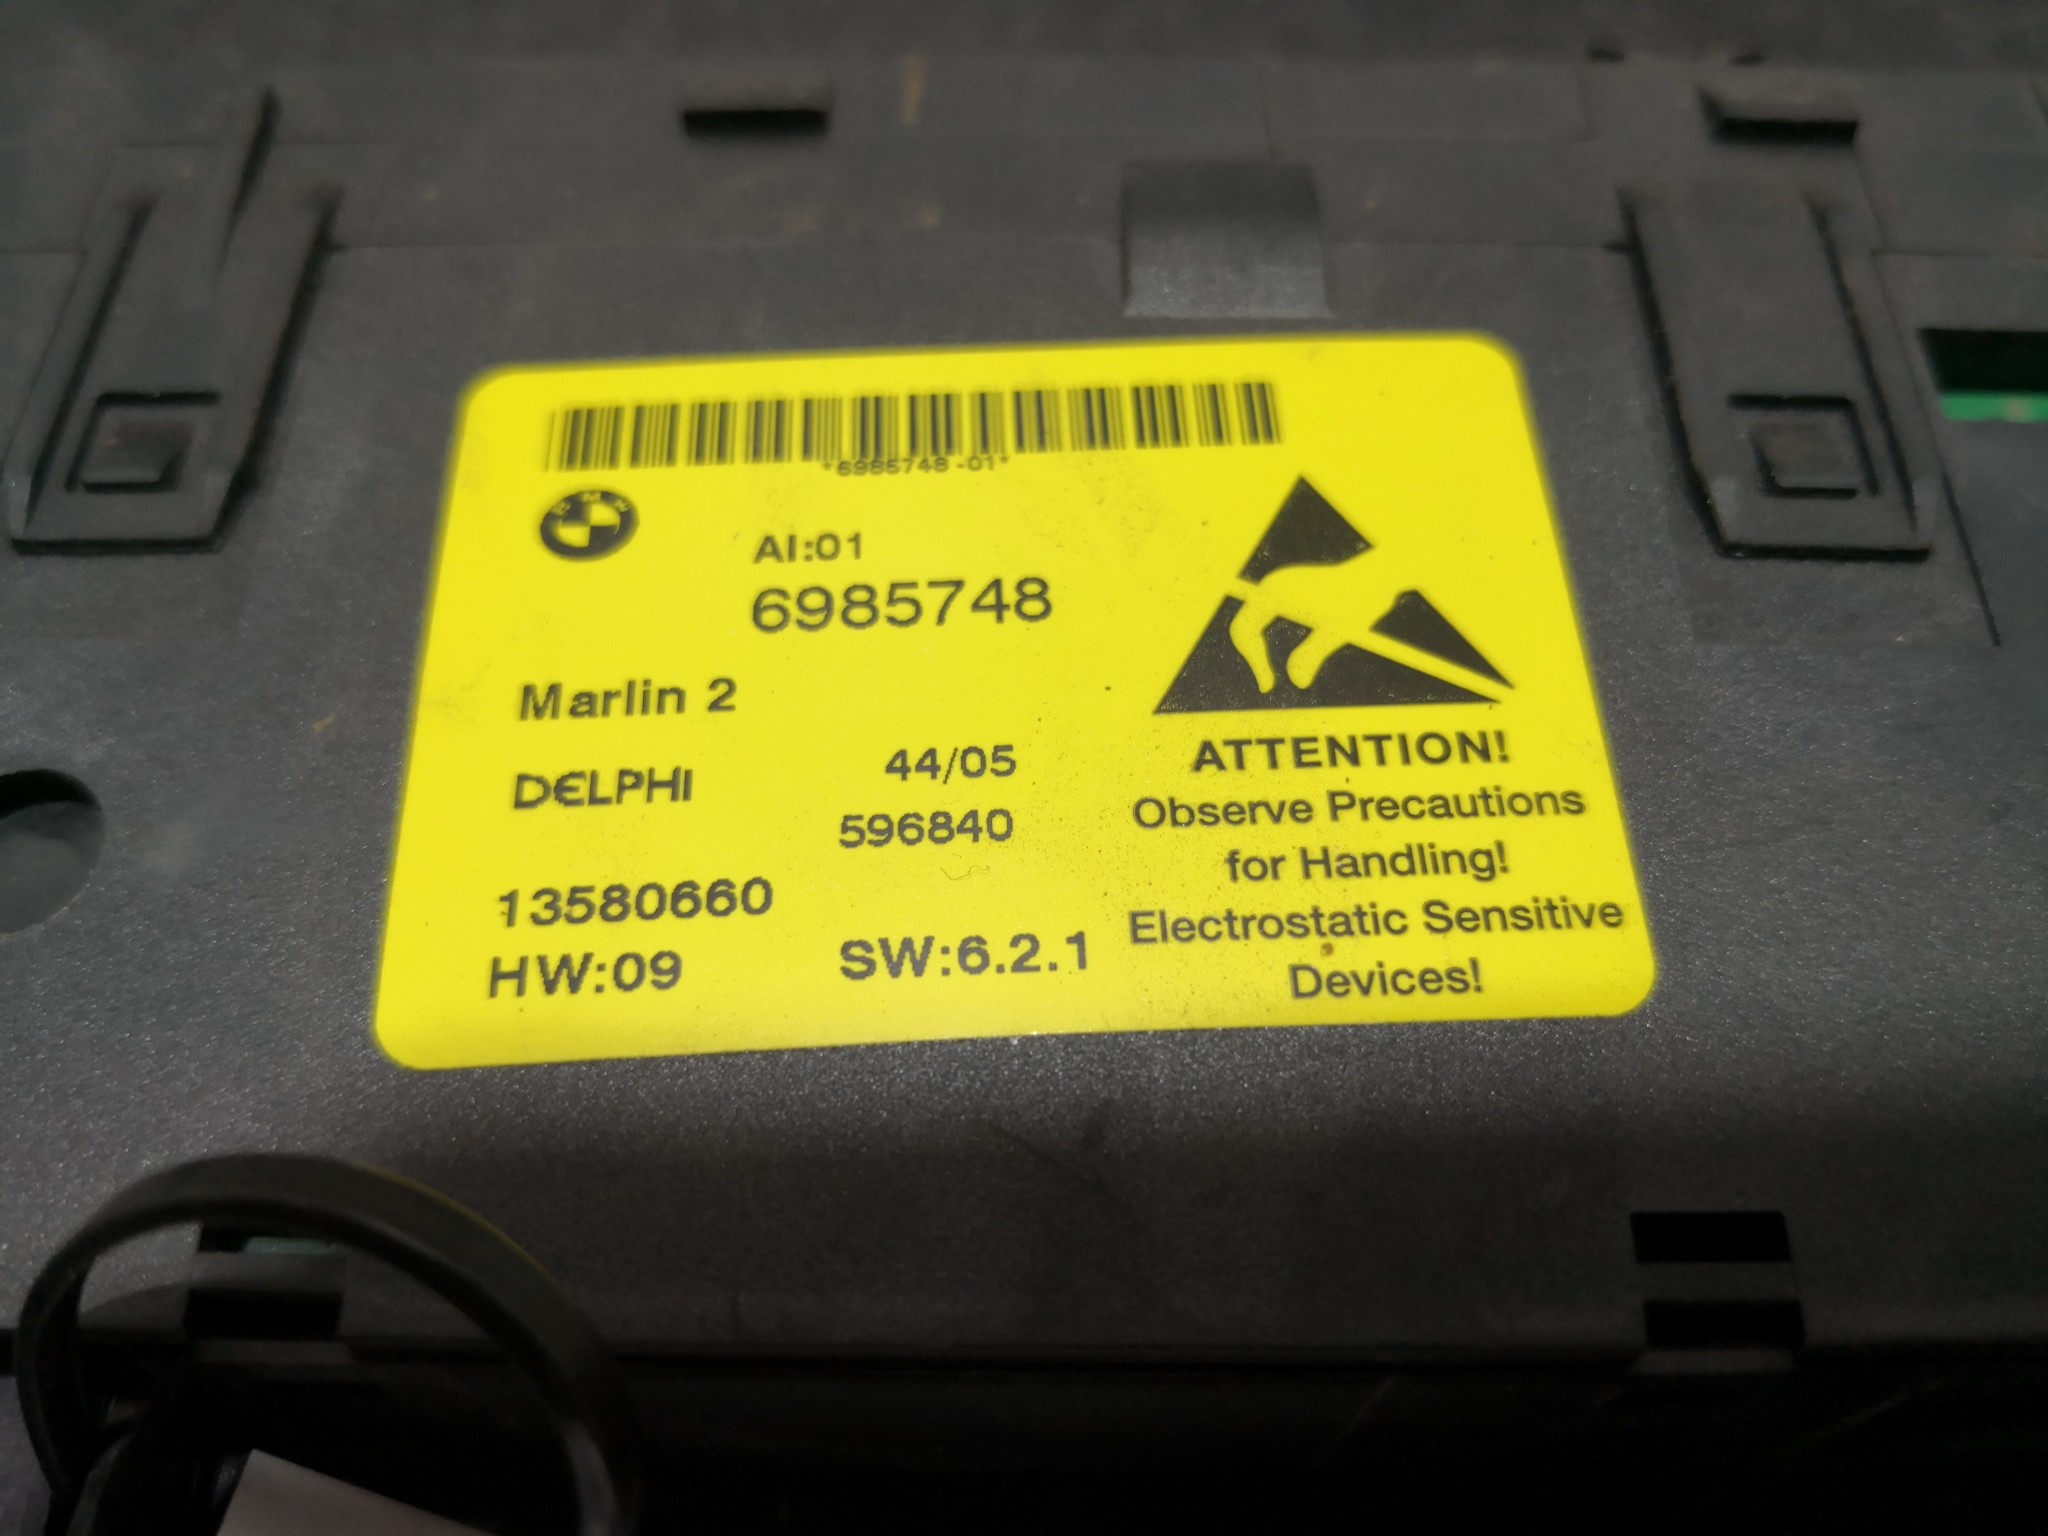 *6985748-01*
BMW
AI:01
6985748
Marlin 2
DELPHI
44/05
596840
13580660
HW:09
SW:6.2.1
ATTENTION!
Observe Precautions
for Handling!
Electrostatic Sensitive
Devices!